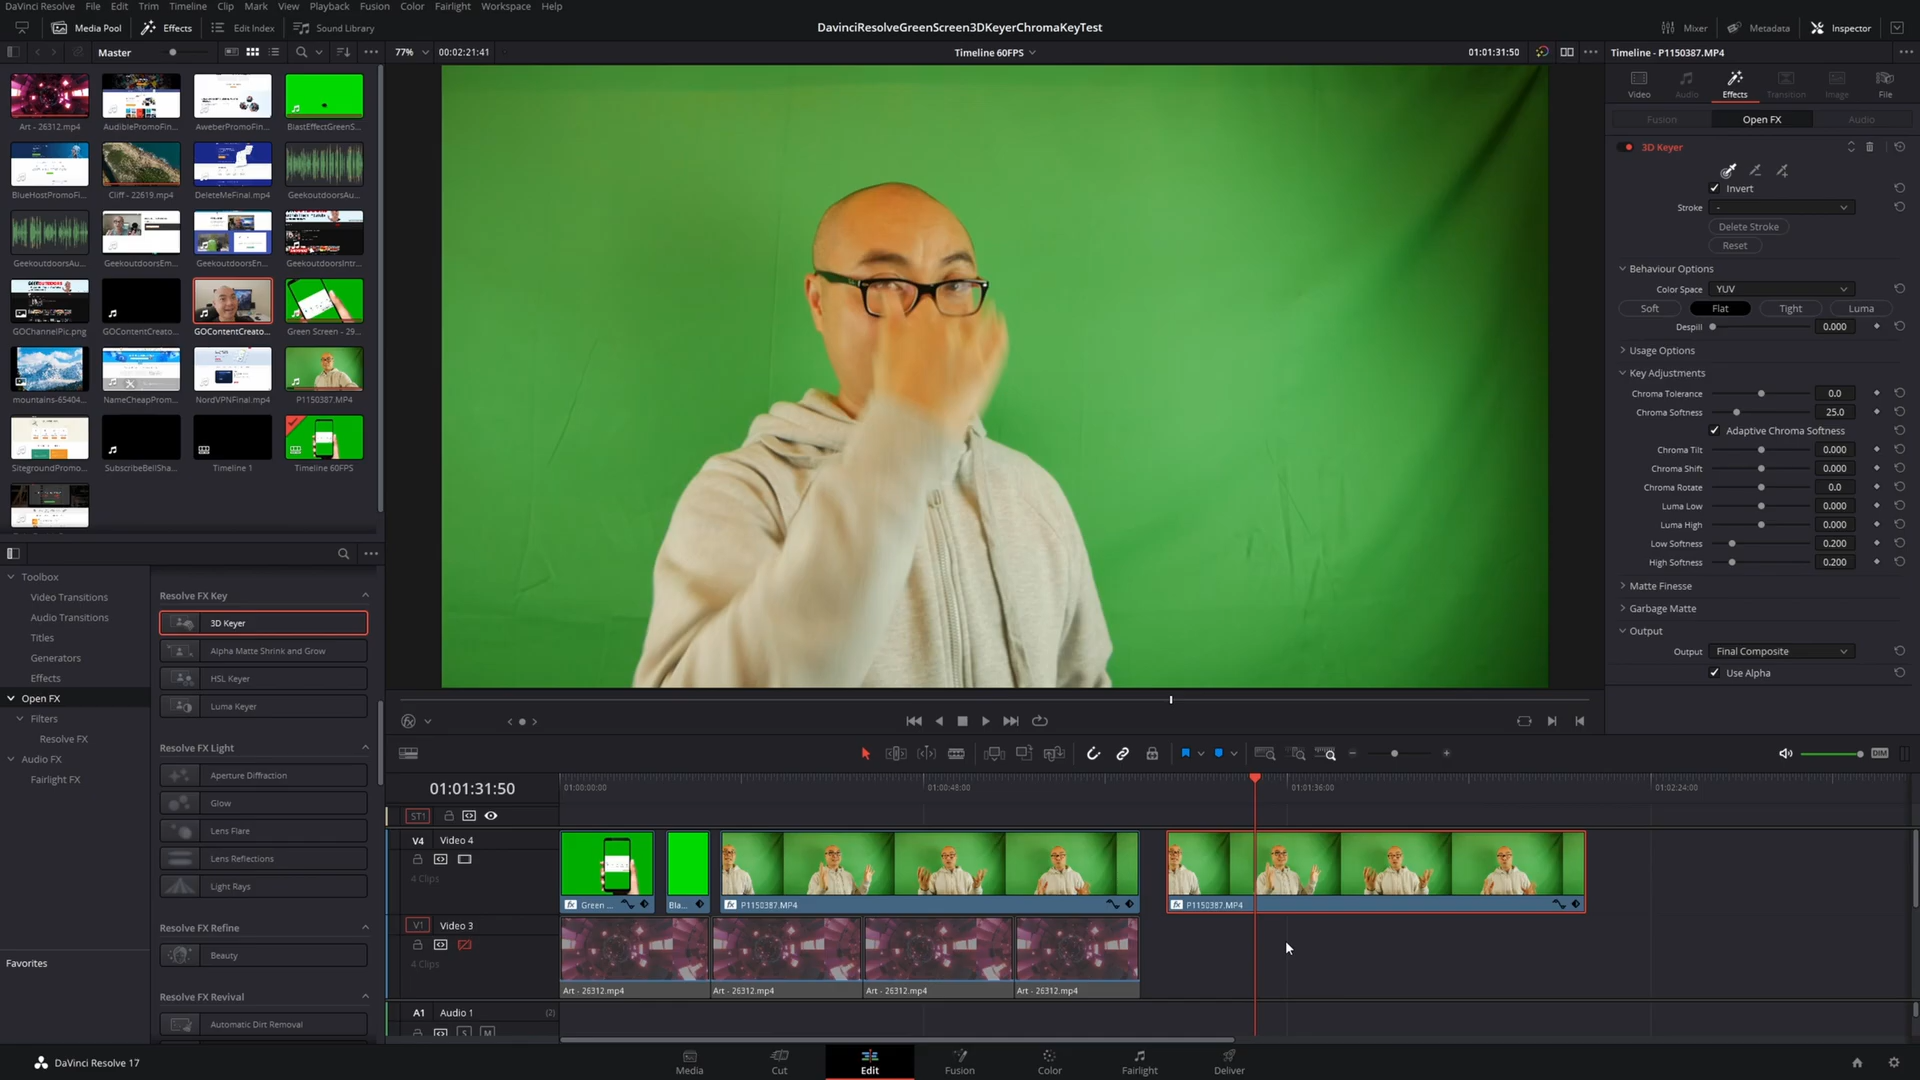 DaVinci Resolve File Edit Trim Timeline Clip Mark View Playback Fusion Color Fairlight Workspace Help
Media Pool Effects Edit Index Sound Library
DavinciResolveGreenScreen3DKeyerChromaKeyTest
Mixer Metadata Inspector
Master
77% 00:02:21:41
Timeline 60FPS
01:01:31:50
Timeline - P1150387.MP4
Art - 26312.mp4
AudiblePromoFin...
AweberPromoFin...
BlastEffectGreenS...
BlueHostPromoFi...
Cliff - 22619.mp4
DeleteMeFinal.mp4
GeekoutdoorsAu...
GeekoutdoorsAu...
GeekoutdoorsEm...
GeekoutdoorsEn...
GeekoutdoorsIntr...
GOChannelPic.png
GOContentCreato...
GOContentCreato...
Green Screen - 29...
mountains-65404...
NameCheapProm...
NordVPNFinal.mp4
P1150387.MP4
SitegroundPromo...
SubscribeBellSha...
Timeline 1
Timeline 60FPS
Toolbox
Video Transitions
Audio Transitions
Titles
Generators
Effects
Open FX
Filters
Resolve FX
Audio FX
Fairlight FX
Favorites
Resolve FX Key
3D Keyer
Alpha Matte Shrink and Grow
HSL Keyer
Luma Keyer
Resolve FX Light
Aperture Diffraction
Glow
Lens Flare
Lens Reflections
Light Rays
Resolve FX Refine
Beauty
Resolve FX Revival
Automatic Dirt Removal
Video Audio Effects Transition Image File
Fusion Open FX Audio
3D Keyer
Invert
Stroke -
Delete Stroke
Reset
Behaviour Options
Color Space YUV
Soft Flat Tight Luma
Despill 0.000
Usage Options
Key Adjustments
Chroma Tolerance 0.0
Chroma Softness 25.0
Adaptive Chroma Softness
Chroma Tilt 0.000
Chroma Shift 0.000
Chroma Rotate 0.0
Luma Low 0.000
Luma High 0.000
Low Softness 0.200
High Softness 0.200
Matte Finesse
Garbage Matte
Output
Output Final Composite
Use Alpha
DIM
01:01:31:50
01:00:00:00
01:00:48:00
01:01:36:00
01:02:24:00
ST1
V4 Video 4
4 Clips
Green ...
Bla...
P1150387.MP4
P1150387.MP4
V1 Video 3
4 Clips
Art - 26312.mp4
Art - 26312.mp4
Art - 26312.mp4
Art - 26312.mp4
A1 Audio 1 (2)
S M
DaVinci Resolve 17
Media Cut Edit Fusion Color Fairlight Deliver